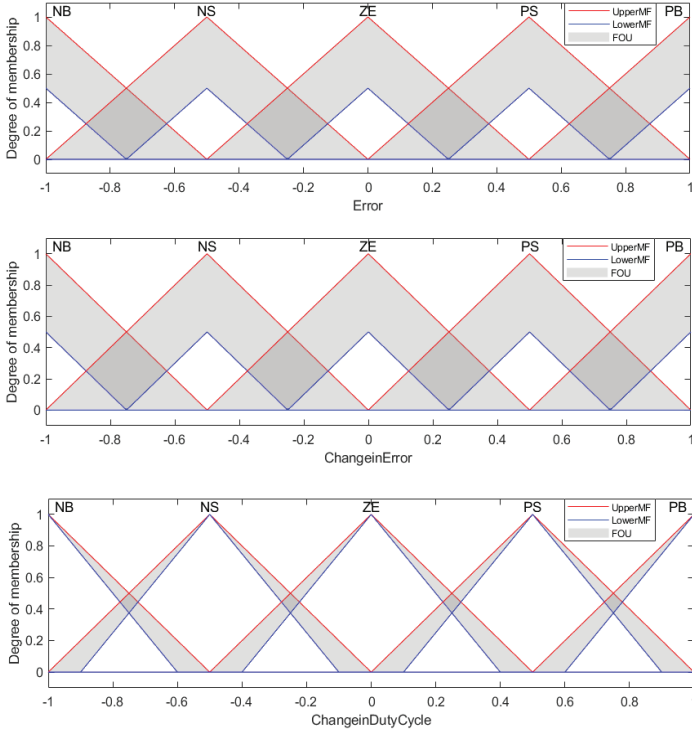 NB NS ZE PS PB
UpperMF
LowerMF
FOU
Degree of membership
1
0.8
0.6
0.4
0.2
0
-1 -0.8 -0.6 -0.4 -0.2 0 0.2 0.4 0.6 0.8 1
Error
NB NS ZE PS PB
UpperMF
LowerMF
FOU
Degree of membership
1
0.8
0.6
0.4
0.2
0
-1 -0.8 -0.6 -0.4 -0.2 0 0.2 0.4 0.6 0.8 1
ChangeinError
NB NS ZE PS PB
UpperMF
LowerMF
FOU
Degree of membership
1
0.8
0.6
0.4
0.2
0
-1 -0.8 -0.6 -0.4 -0.2 0 0.2 0.4 0.6 0.8 1
ChangeinDutyCycle